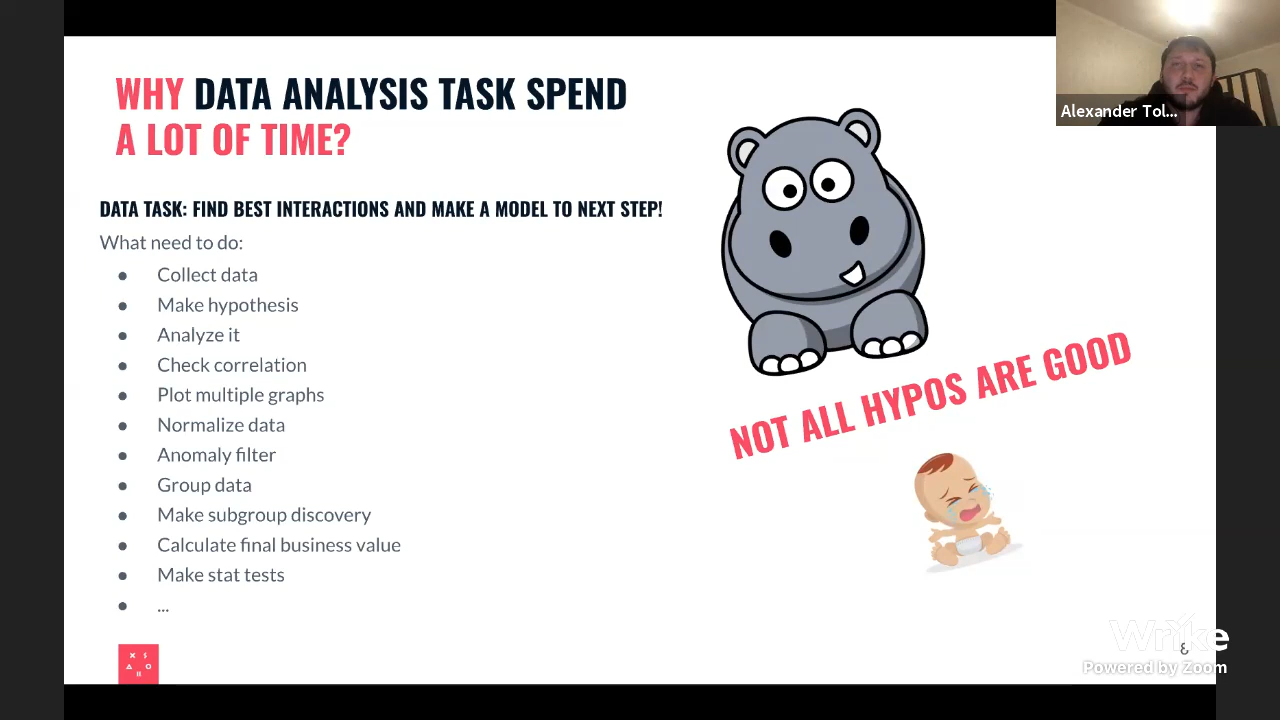 WHY DATA ANALYSIS TASK SPEND
A LOT OF TIME?
DATA TASK: FIND BEST INTERACTIONS AND MAKE A MODEL TO NEXT STEP!
What need to do:
● Collect data
● Make hypothesis
● Analyze it
● Check correlation
● Plot multiple graphs
● Normalize data
● Anomaly filter
● Group data
● Make subgroup discovery
● Calculate final business value
● Make stat tests
● ...
NOT ALL HYPOS ARE GOOD
Alexander Tol...
Wrike
Powered by Zoom